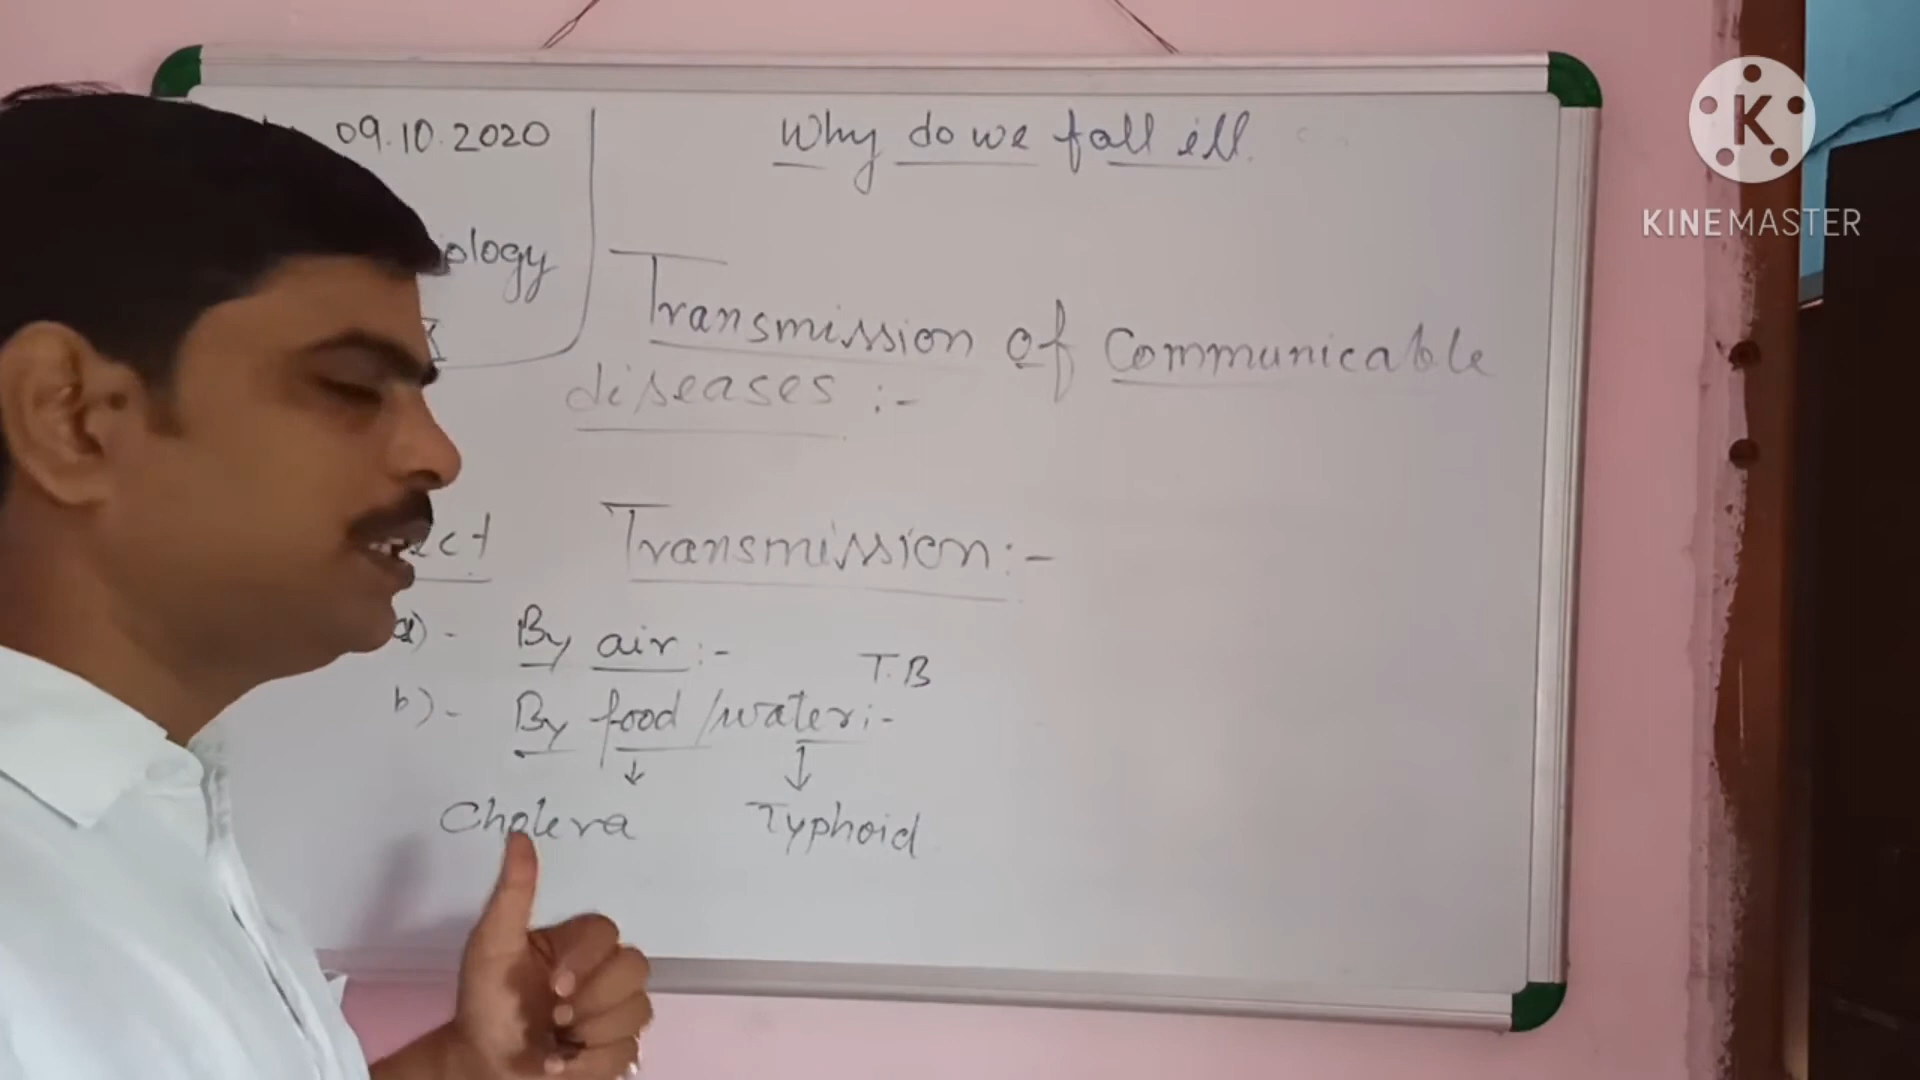 09.10.2020
Why do we fall ill
ology
Transmission of Communicable
diseases :-
ect Transmission :-
a) - By air :- T.B
b) - By food / water :-
↓ ↓
Cholera Typhoid
K
KINEMASTER